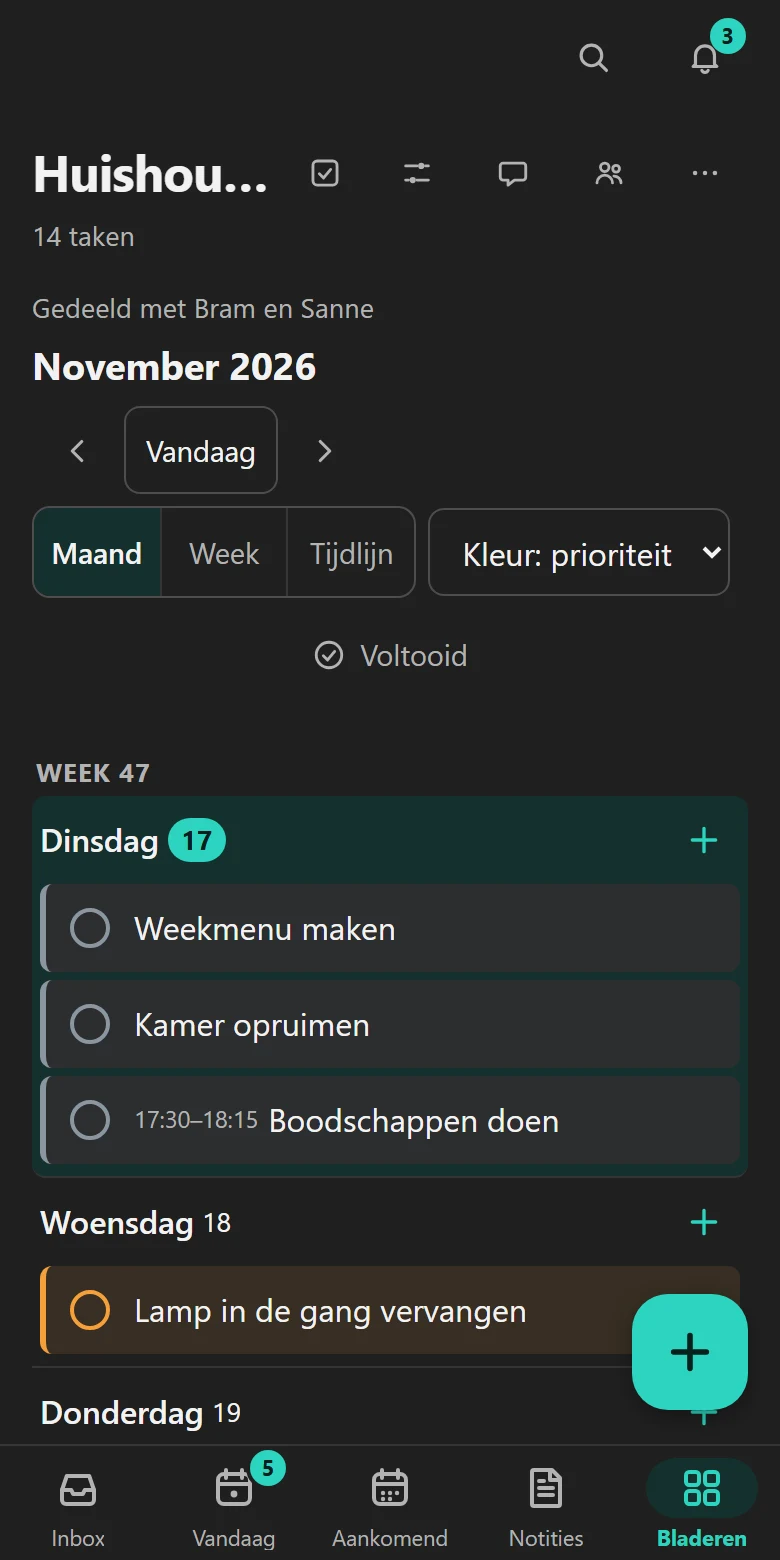 3
Huishou...
14 taken
Gedeeld met Bram en Sanne
November 2026
Vandaag
Maand Week Tijdlijn Kleur: prioriteit
Voltooid
WEEK 47
Dinsdag 17
Weekmenu maken
Kamer opruimen
17:30–18:15 Boodschappen doen
Woensdag 18
Lamp in de gang vervangen
Donderdag 19
5
Inbox Vandaag Aankomend Notities Bladeren